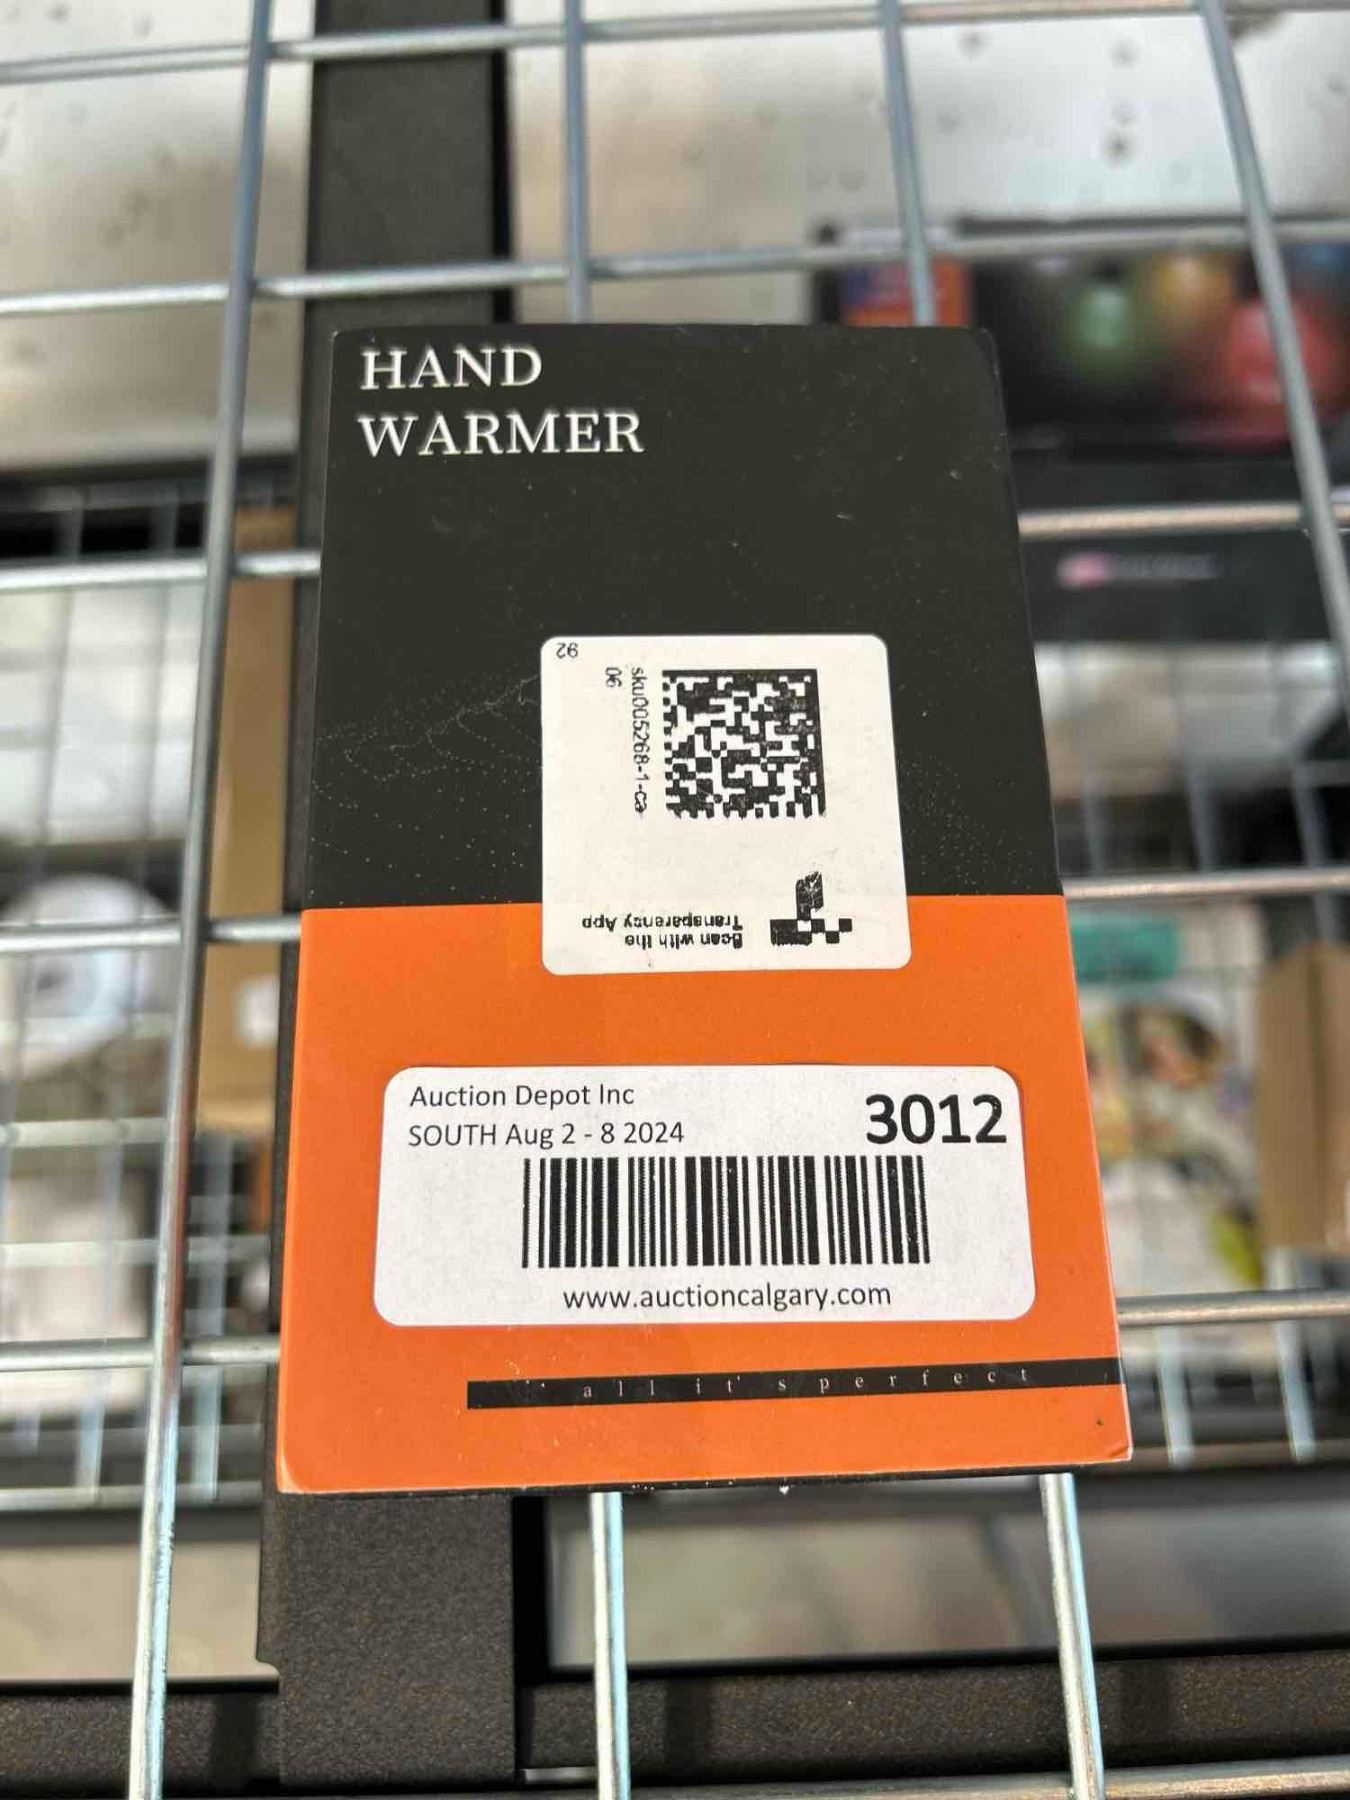 HAND
WARMER
92
sku005268-1-ca
06
Scan with the
Transparency App
Auction Depot Inc
SOUTH Aug 2 - 8 2024
3012
www.auctioncalgary.com
all it's perfect